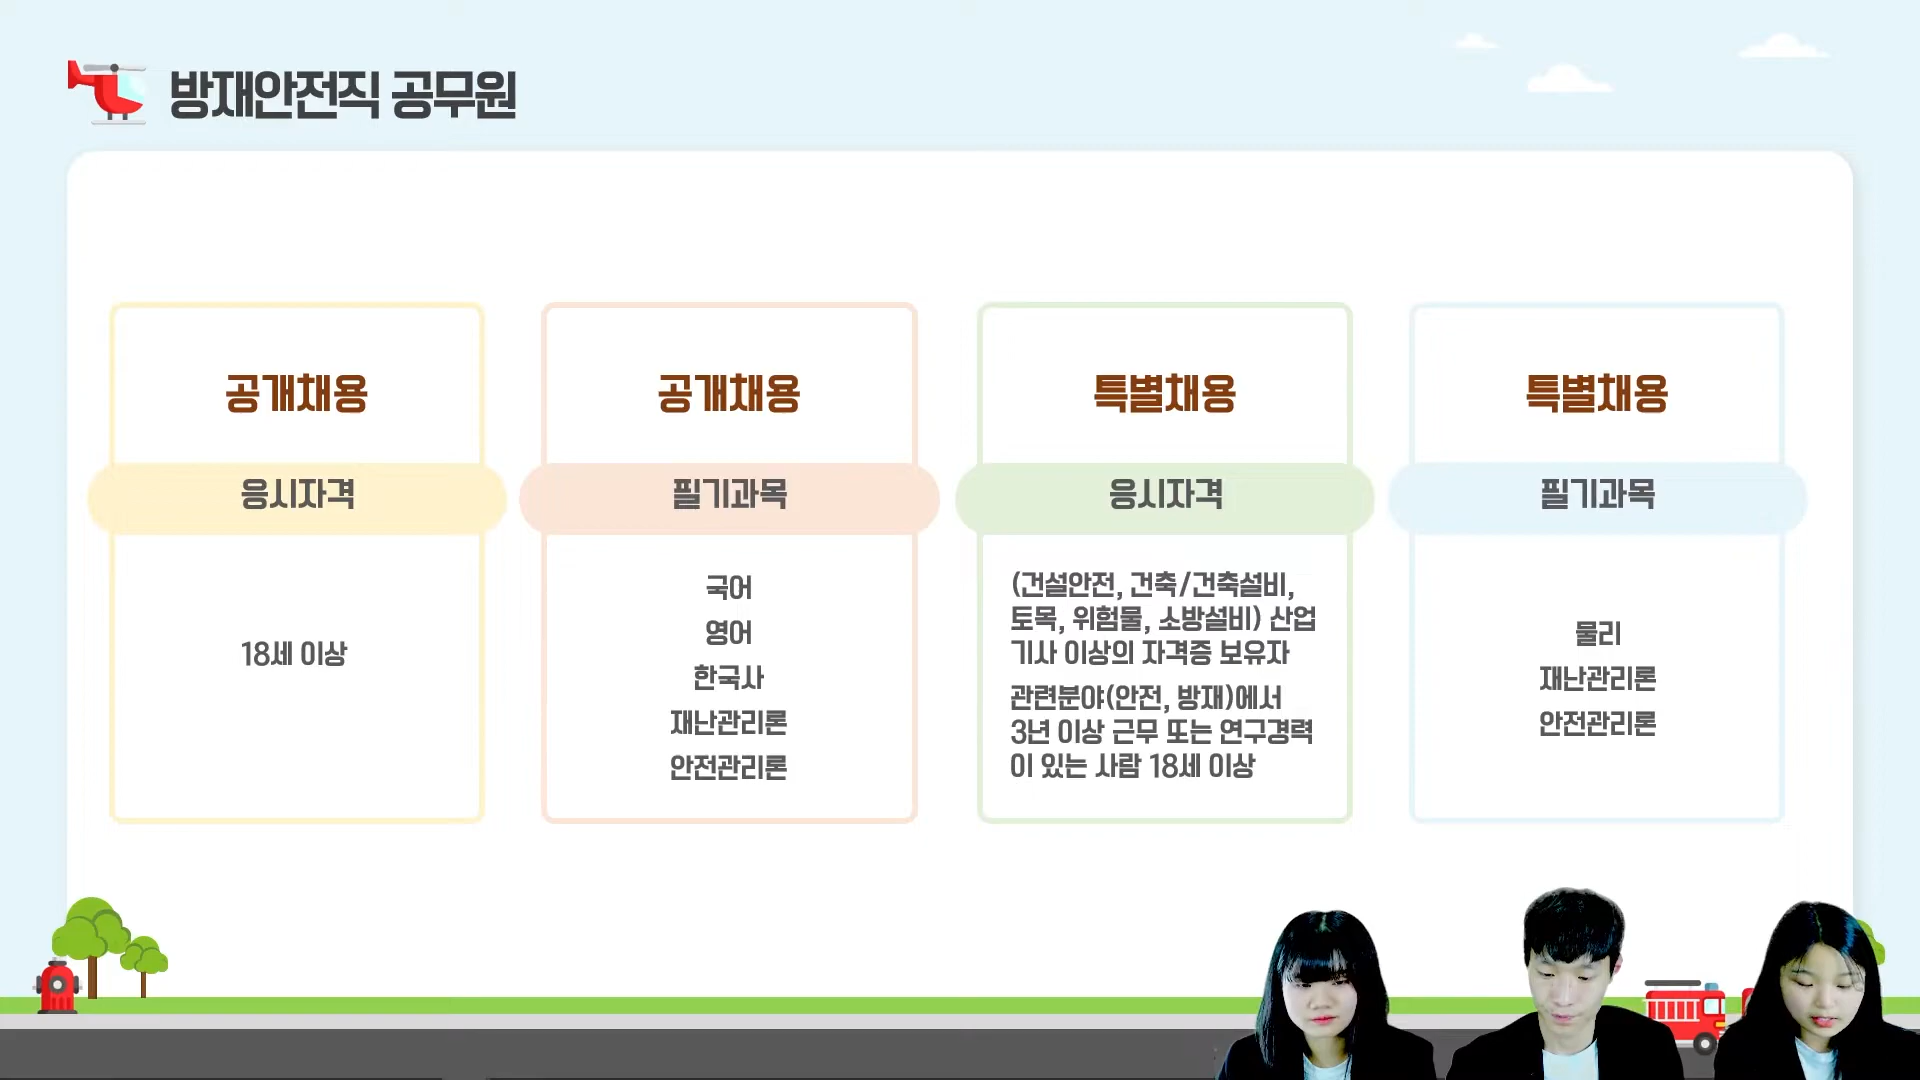 방재안전직 공무원
공개채용
응시자격
18세 이상
공개채용
필기과목
국어
영어
한국사
재난관리론
안전관리론
특별채용
응시자격
(건설안전, 건축/건축설비,
토목, 위험물, 소방설비) 산업
기사 이상의 자격증 보유자
관련분야(안전, 방재)에서
3년 이상 근무 또는 연구경력
이 있는 사람 18세 이상
특별채용
필기과목
물리
재난관리론
안전관리론